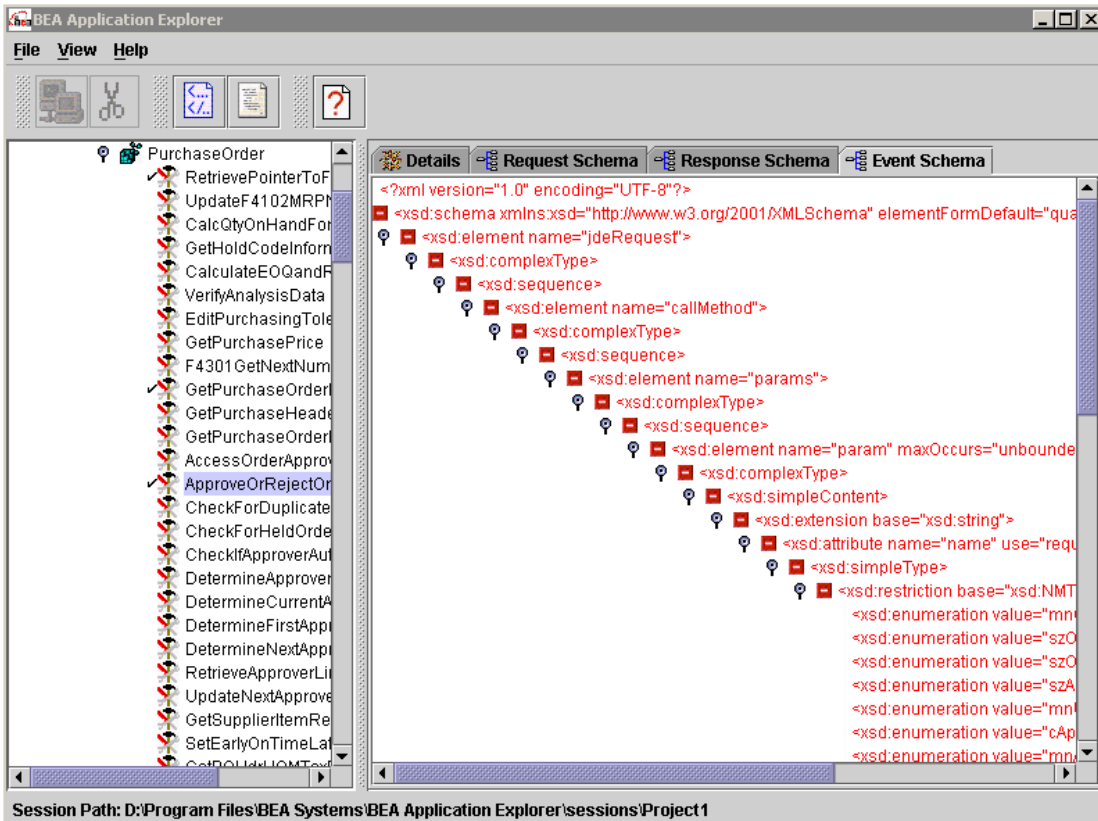 BEA Application Explorer
File View Help
PurchaseOrder
RetrievePointerToF
UpdateF4102MRPN
CalcQtyOnHandFor
GetHoldCodeInform
CalculateEOQandR
VerifyAnalysisData
EditPurchasingTole
GetPurchasePrice
F4301GetNextNum
GetPurchaseOrder
GetPurchaseHeade
GetPurchaseOrder
AccessOrderApprov
ApproveOrRejectOr
CheckForDuplicate
CheckForHeldOrde
CheckIfApproverAut
DetermineApprover
DetermineCurrentA
DetermineFirstAppr
DetermineNextAppr
RetrieveApproverLi
UpdateNextApprove
GetSupplierItemRe
SetEarlyOnTimeLat
Details Request Schema Response Schema Event Schema
<?xml version="1.0" encoding="UTF-8"?>
<xsd:schema xmlns:xsd="http://www.w3.org/2001/XMLSchema" elementFormDefault="qua
<xsd:element name="jdeRequest">
<xsd:complexType>
<xsd:sequence>
<xsd:element name="callMethod">
<xsd:complexType>
<xsd:sequence>
<xsd:element name="params">
<xsd:complexType>
<xsd:sequence>
<xsd:element name="param" maxOccurs="unbounde
<xsd:complexType>
<xsd:simpleContent>
<xsd:extension base="xsd:string">
<xsd:attribute name="name" use="requ
<xsd:simpleType>
<xsd:restriction base="xsd:NMT
<xsd:enumeration value="mn
<xsd:enumeration value="szO
<xsd:enumeration value="szO
<xsd:enumeration value="szA
<xsd:enumeration value="mn
<xsd:enumeration value="cAp
<xsd:enumeration value="mn
Session Path: D:\Program Files\BEA Systems\BEA Application Explorer\sessions\Project1